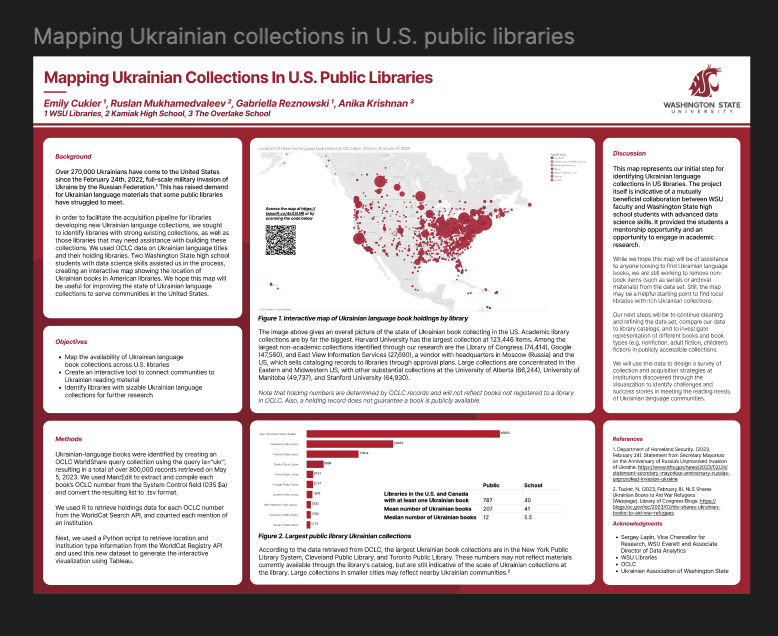 Mapping Ukrainian collections in U.S. public libraries
Mapping Ukrainian Collections In U.S. Public Libraries
Emily Cukier ¹, Ruslan Mukhamedvaleev ², Gabriella Reznowski ¹, Anika Krishnan ³
1 WSU Libraries, 2 Kamiak High School, 3 The Overlake School
WASHINGTON STATE
UNIVERSITY
Background
Over 270,000 Ukrainians have come to the United
States since the February 24th, 2022, full-scale military invasion of
Ukraine by the Russian Federation.¹ This has raised demand
for Ukrainian language materials that some public libraries
have struggled to meet.
In order to facilitate the acquisition pipeline for libraries
developing new Ukrainian language collections, we sought
to identify libraries with strong existing collections, as well as
those libraries that may need assistance with building these
collections. We used OCLC data on Ukrainian language titles
and their holding libraries. Two Washington State high school
students with data science skills assisted us in the process,
creating an interactive map showing the location of
Ukrainian books in American libraries. We hope this map will
be useful for improving the state of Ukrainian language
collections to serve communities in the United States.
Objectives
• Map the availability of Ukrainian language
book collections across U.S. libraries
• Create an interactive tool to connect communities to
Ukrainian reading material
• Identify libraries with sizable Ukrainian language
collections for further research
Methods
Ukrainian-language books were identified by creating an
OCLC WorldShare query collection using the query la="ukr",
resulting in a total of over 800,000 records retrieved on May
5, 2023. We used MarcEdit to extract and compile each
book's OCLC number from the System Control field (035 $a)
and convert the resulting list to .tsv format.
We used R to retrieve holdings data for each OCLC number
from the WorldCat Search API, and counted each mention of
an institution.
Next, we used a Python script to retrieve location and
institution type information from the WorldCat Registry API
and used this new dataset to generate the interactive
visualization using Tableau.
Access the map at https://
or by
scanning the code below
Figure 1. Interactive map of Ukrainian language book holdings by library
The image above gives an overall picture of the state of Ukrainian book collecting in the US. Academic library
collections are by far the biggest. Harvard University has the largest collection at 123,446 items. Among the
largest non-academic collections identified through our research are the Library of Congress (74,414), Google
(47,560), and East View Information Services (27,690), a vendor with headquarters in Moscow (Russia) and the
US, which sells cataloging records to libraries through approval plans. Large collections are concentrated in the
Eastern and Midwestern US, with other substantial collections at the University of Alberta (66,244), University of
Manitoba (49,737), and Stanford University (64,930).
Note that holding numbers are determined by OCLC records and will not reflect books not registered to a library
in OCLC. Also, a holding record does not guarantee a book is publicly available.
Public School
Libraries in the U.S. and Canada
with at least one Ukrainian book 787 40
Mean number of Ukrainian books 207 41
Median number of Ukrainian books 12 5.5
Figure 2. Largest public library Ukrainian collections
According to the data retrieved from OCLC, the largest Ukrainian book collections are in the New York Public
Library System, Cleveland Public Library, and Toronto Public Library. These numbers may not reflect materials
currently available through the library's catalog, but are still indicative of the scale of Ukrainian collections at
the library. Large collections in smaller cities may reflect nearby Ukrainian communities.²
Discussion
This map represents our initial step for
identifying Ukrainian language
collections in US libraries. The project
itself is indicative of a mutually
beneficial collaboration between WSU
faculty and Washington State high
school students with advanced data
science skills. It provided the students a
mentorship opportunity and an
opportunity to engage in academic
research.
While we hope this map will be of assistance
to anyone looking to find Ukrainian language
books, we are still working to removed non-
book items (such as serials or archival
materials) from the data set. Still, the map
may be a helpful starting point to find local
libraries with rich Ukrainian collections.
Our next steps will be to continue cleaning
and refining the data set, compare our data
to library catalogs, and to investigate
representation of different books and book
types (e.g. nonfiction, adult fiction, children's
fiction) in publicly accessible collections.
We will use this data to design a survey of
collection and acquisition strategies at
institutions discovered through the
visualization to identify challenges and
success stories in meeting the reading needs
of Ukrainian language communities.
References
1. Department of Homeland Security. (2023,
February 24). Statement from Secretary Mayorkas
on the Anniversary of Russia's Unprovoked Invasion
of Ukraine. https://www.dhs.gov/news/2023/02/24/
statement-secretary-mayorkas-anniversary-russias-
unprovoked-invasion-ukraine
2. Tucker, N. (2023, February 8). NLS Shares
Ukrainian Books to Aid War Refugees
[Webpage]. Library of Congress Blogs. https://
blogs.loc.gov/loc/2023/02/nls-shares-ukrainian-
books-to-aid-war-refugees
Acknowledgments
• Sergey Lapin, Vice Chancellor for
Research, WSU Everett and Associate
Director of Data Analytics
• WSU Libraries
• OCLC
• Ukrainian Association of Washington State